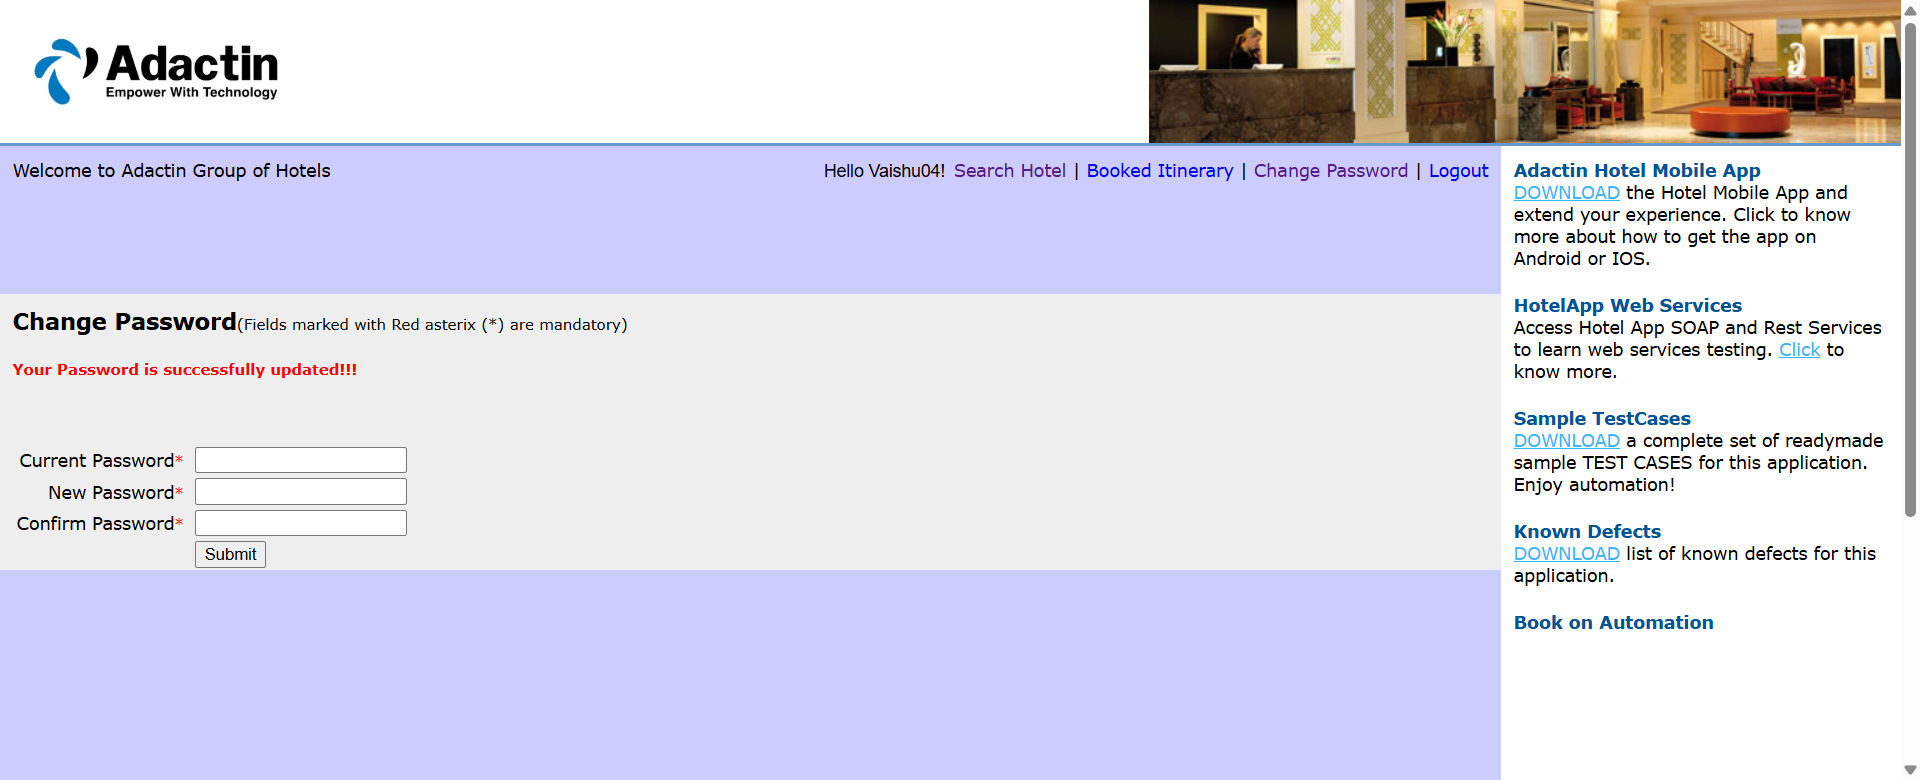 Adactin
Empower With Technology
Welcome to Adactin Group of Hotels
Hello Vaishu04! Search Hotel | Booked Itinerary | Change Password | Logout
Change Password(Fields marked with Red asterix (*) are mandatory)
Your Password is successfully updated!!!
Current Password*
New Password*
Confirm Password*
Submit
Adactin Hotel Mobile App
DOWNLOAD the Hotel Mobile App and
extend your experience. Click to know
more about how to get the app on
Android or IOS.
HotelApp Web Services
Access Hotel App SOAP and Rest Services
to learn web services testing. Click to
know more.
Sample TestCases
DOWNLOAD a complete set of readymade
sample TEST CASES for this application.
Enjoy automation!
Known Defects
DOWNLOAD list of known defects for this
application.
Book on Automation